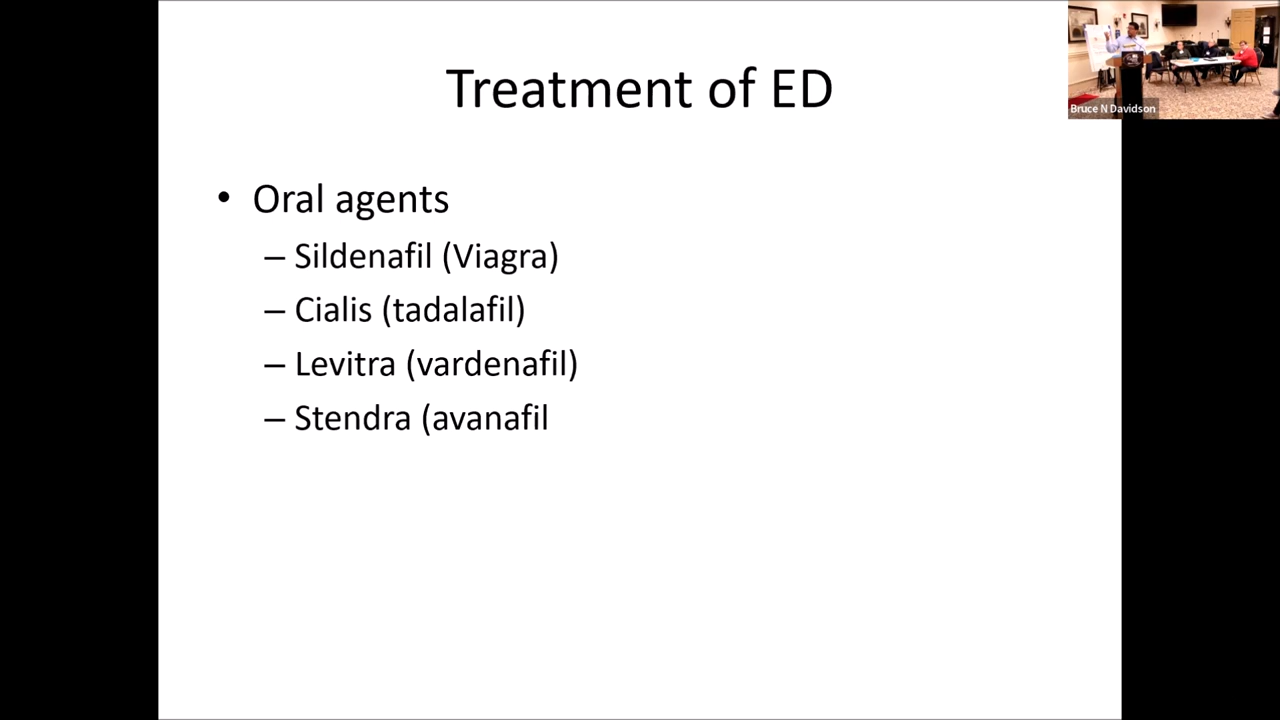 Treatment of ED
• Oral agents
– Sildenafil (Viagra)
– Cialis (tadalafil)
– Levitra (vardenafil)
– Stendra (avanafil
Bruce N Davidson